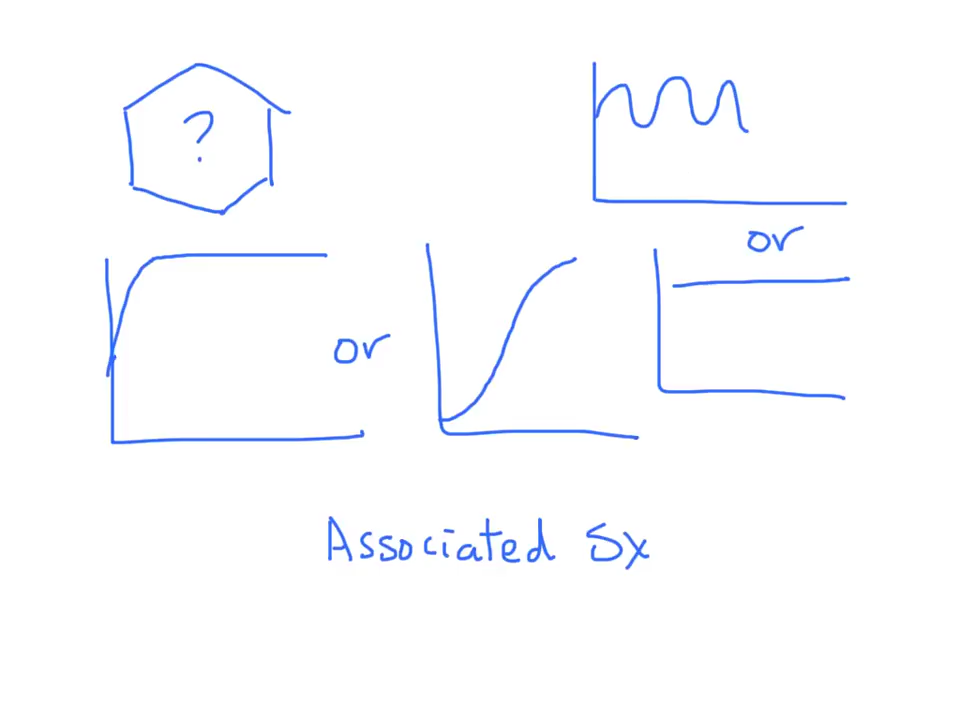 ?
or
or
Associated Sx